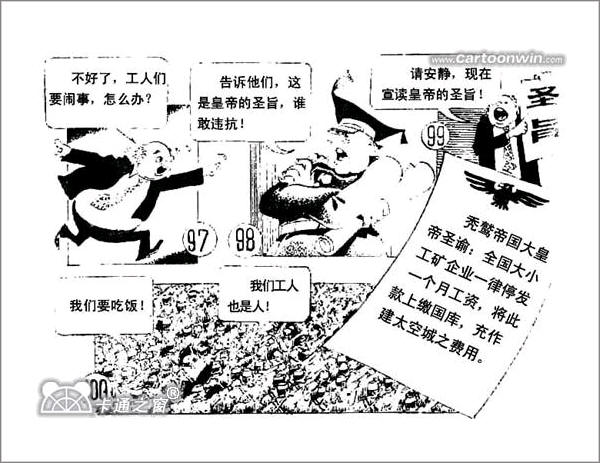 www.cartoonwin.com
不好了，工人们
要闹事，怎么办？
97
告诉他们，这
是皇帝的圣旨，谁
敢违抗！
98
请安静，现在
宣读皇帝的圣旨！
99
圣
旨
秃鹫帝国大皇
帝圣谕：全国大小
工矿企业一律停发
一个月工资，将此
款上缴国库，充作
建太空城之费用。
我们要吃饭！
我们工人
也是人！
卡通之窗®